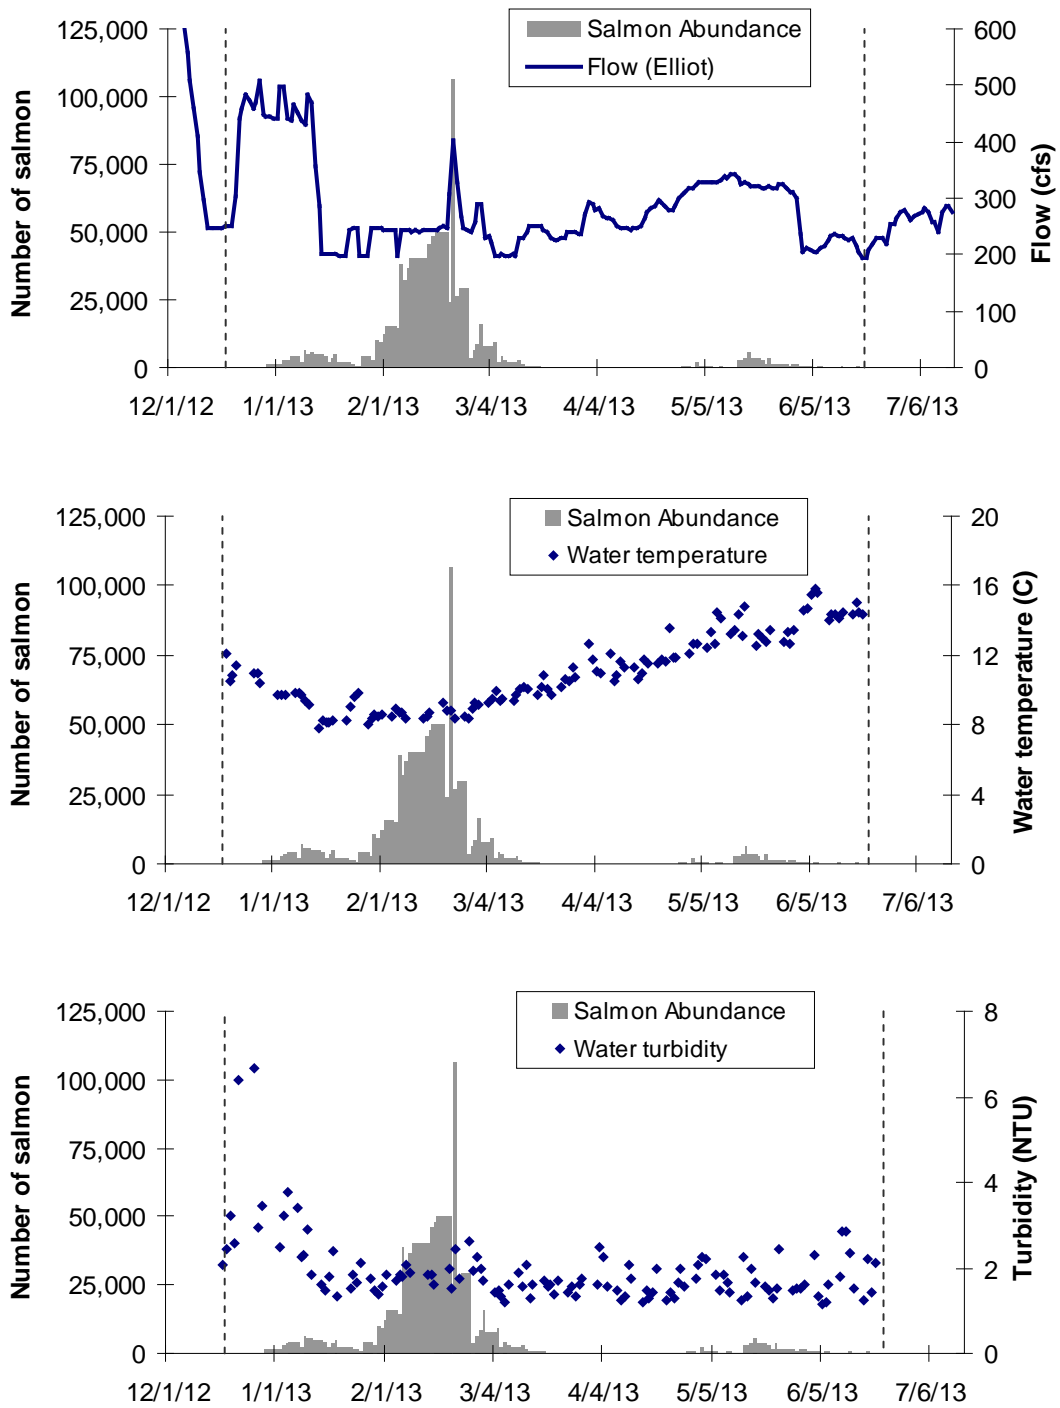 125,000
100,000
75,000
50,000
25,000
0
Number of salmon
Salmon Abundance
Flow (Elliot)
600
500
400
300
200
100
0
Flow (cfs)
12/1/12 1/1/13 2/1/13 3/4/13 4/4/13 5/5/13 6/5/13 7/6/13
125,000
100,000
75,000
50,000
25,000
0
Number of salmon
Salmon Abundance
Water temperature
20
16
12
8
4
0
Water temperature (C)
12/1/12 1/1/13 2/1/13 3/4/13 4/4/13 5/5/13 6/5/13 7/6/13
125,000
100,000
75,000
50,000
25,000
0
Number of salmon
Salmon Abundance
Water turbidity
8
6
4
2
0
Turbidity (NTU)
12/1/12 1/1/13 2/1/13 3/4/13 4/4/13 5/5/13 6/5/13 7/6/13